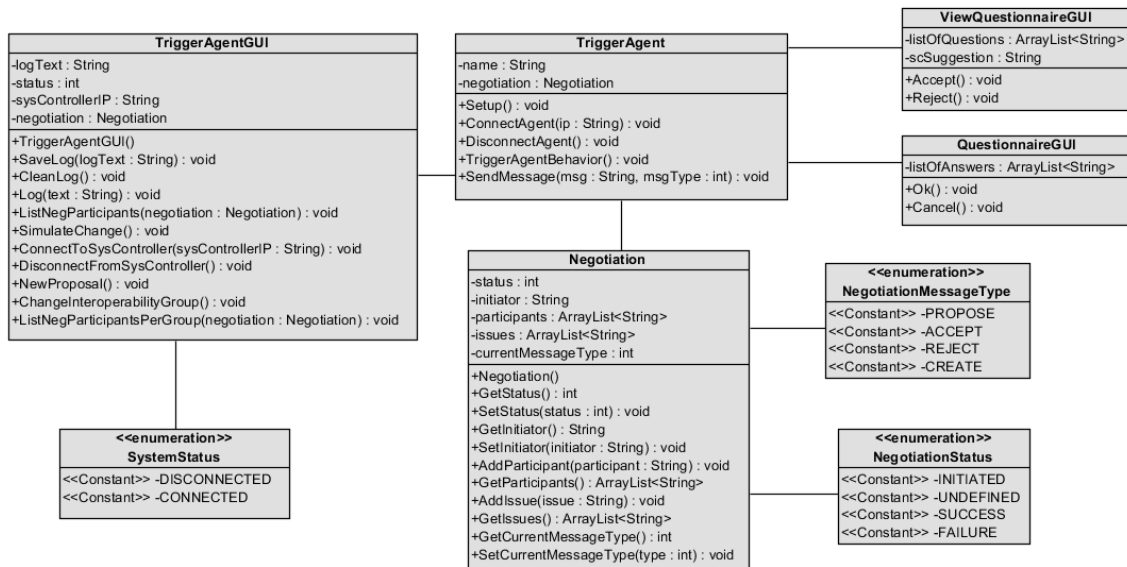 TriggerAgentGUI
-logText : String
-status : int
-sysControllerIP : String
-negotiation : Negotiation
+TriggerAgentGUI()
+SaveLog(logText : String) : void
+CleanLog() : void
+Log(text : String) : void
+ListNegParticipants(negotiation : Negotiation) : void
+SimulateChange() : void
+ConnectToSysController(sysControllerIP : String) : void
+DisconnectFromSysController() : void
+NewProposal() : void
+ChangeInteroperabilityGroup() : void
+ListNegParticipantsPerGroup(negotiation : Negotiation) : void
TriggerAgent
-name : String
-negotiation : Negotiation
+Setup() : void
+ConnectAgent(ip : String) : void
+DisconnectAgent() : void
+TriggerAgentBehavior() : void
+SendMessage(msg : String, msgType : int) : void
ViewQuestionnaireGUI
-listOfQuestions : ArrayList<String>
-scSuggestion : String
+Accept() : void
+Reject() : void
QuestionnaireGUI
-listOfAnswers : ArrayList<String>
+Ok() : void
+Cancel() : void
Negotiation
-status : int
-initiator : String
-participants : ArrayList<String>
-issues : ArrayList<String>
-currentMessageType : int
+Negotiation()
+GetStatus() : int
+SetStatus(status : int) : void
+GetInitiator() : String
+SetInitiator(initiator : String) : void
+AddParticipant(participant : String) : void
+GetParticipants() : ArrayList<String>
+AddIssue(issue : String) : void
+GetIssues() : ArrayList<String>
+GetCurrentMessageType() : int
+SetCurrentMessageType(type : int) : void
<<enumeration>>
NegotiationMessageType
<<Constant>> -PROPOSE
<<Constant>> -ACCEPT
<<Constant>> -REJECT
<<Constant>> -CREATE
<<enumeration>>
SystemStatus
<<Constant>> -DISCONNECTED
<<Constant>> -CONNECTED
<<enumeration>>
NegotiationStatus
<<Constant>> -INITIATED
<<Constant>> -UNDEFINED
<<Constant>> -SUCCESS
<<Constant>> -FAILURE